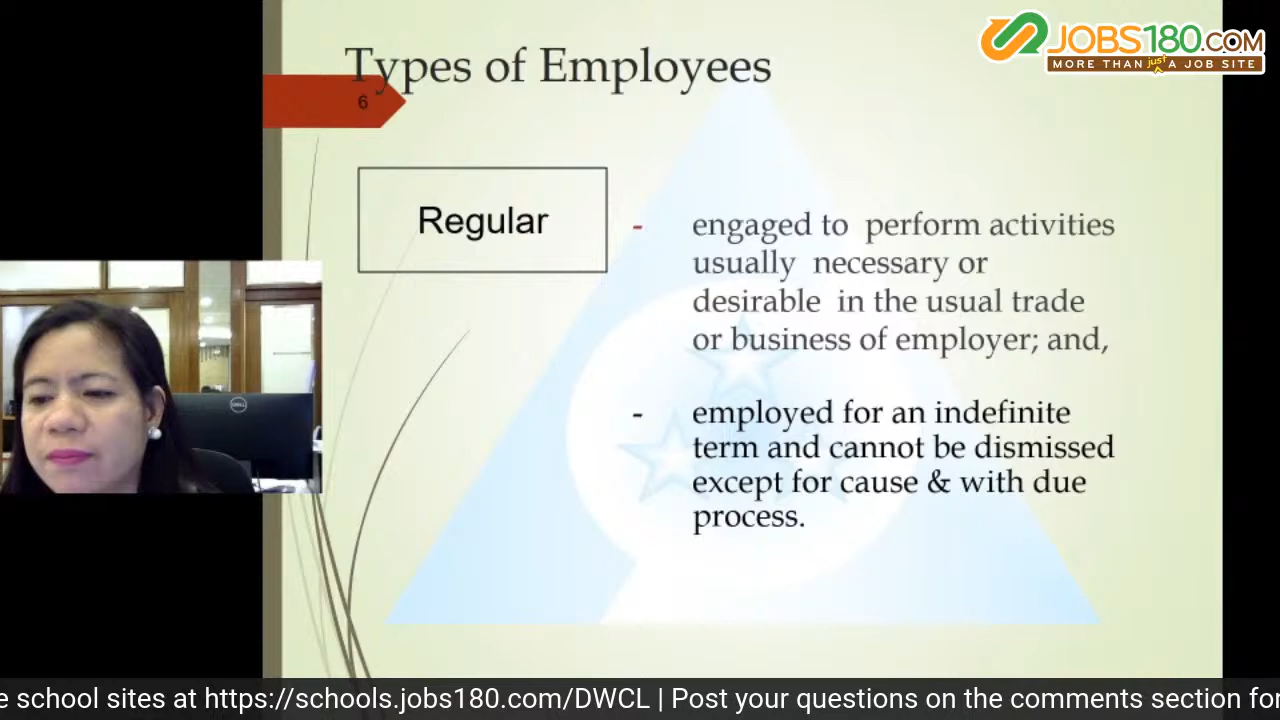 Types of Employees
6
JOBS180.COM
MORE THAN just A JOB SITE
Regular
- engaged to perform activities
usually necessary or
desirable in the usual trade
or business of employer; and,
- employed for an indefinite
term and cannot be dismissed
except for cause & with due
process.
DELL
e school sites at https://schools.jobs180.com/DWCL | Post your questions on the comments section for